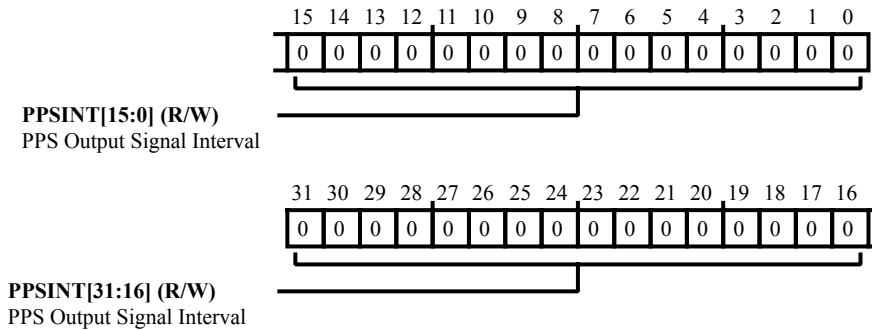 15 14 13 12 11 10 9 8 7 6 5 4 3 2 1 0
0 0 0 0 0 0 0 0 0 0 0 0 0 0 0 0
PPSINT[15:0] (R/W)
PPS Output Signal Interval
31 30 29 28 27 26 25 24 23 22 21 20 19 18 17 16
0 0 0 0 0 0 0 0 0 0 0 0 0 0 0 0
PPSINT[31:16] (R/W)
PPS Output Signal Interval